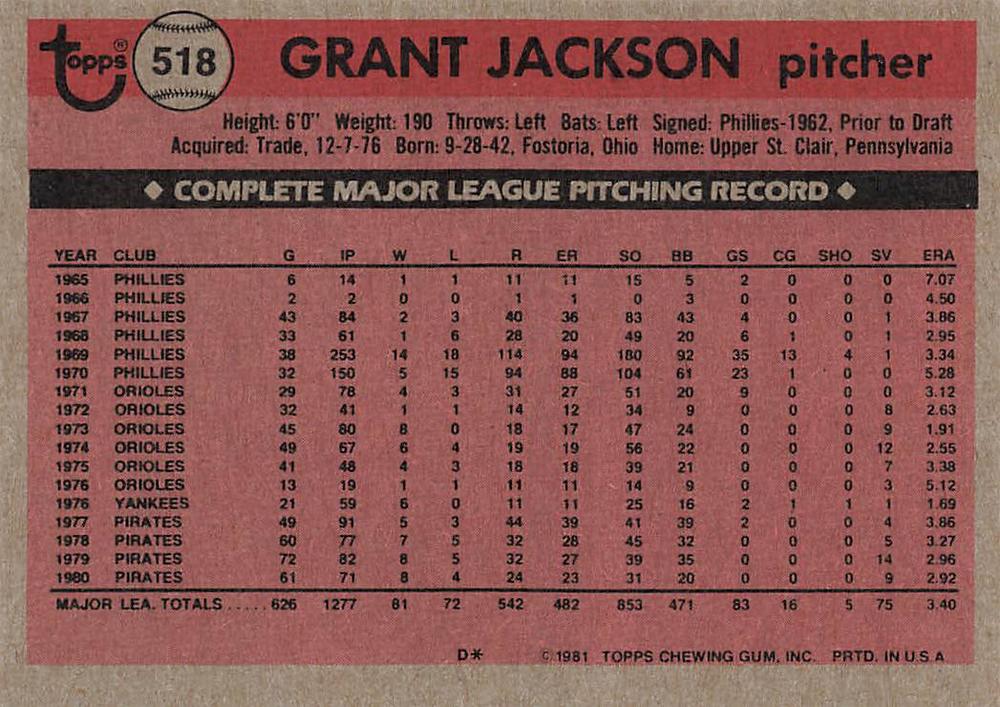 Topps® 518 GRANT JACKSON pitcher
Height: 6'0" Weight: 190 Throws: Left Bats: Left Signed: Phillies-1962, Prior to Draft
Acquired: Trade, 12-7-76 Born: 9-28-42, Fostoria, Ohio Home: Upper St. Clair, Pennsylvania
◆ COMPLETE MAJOR LEAGUE PITCHING RECORD ◆
YEAR CLUB G IP W L R ER SO BB GS CG SHO SV ERA
1965 PHILLIES 6 14 1 1 11 11 15 5 2 0 0 0 7.07
1966 PHILLIES 2 2 0 0 1 1 0 3 0 0 0 0 4.50
1967 PHILLIES 43 84 2 3 40 36 83 43 4 0 0 1 3.86
1968 PHILLIES 33 61 1 6 28 20 49 20 6 1 0 1 2.95
1969 PHILLIES 38 253 14 18 114 94 180 92 35 13 4 1 3.34
1970 PHILLIES 32 150 5 15 94 88 104 61 23 1 0 0 5.28
1971 ORIOLES 29 78 4 3 31 27 51 20 9 0 0 0 3.12
1972 ORIOLES 32 41 1 1 14 12 34 9 0 0 0 8 2.63
1973 ORIOLES 45 80 8 0 18 17 47 24 0 0 0 9 1.91
1974 ORIOLES 49 67 6 4 19 19 56 22 0 0 0 12 2.55
1975 ORIOLES 41 48 4 3 18 18 39 21 0 0 0 7 3.38
1976 ORIOLES 13 19 1 1 11 11 14 9 0 0 0 3 5.12
1976 YANKEES 21 59 6 0 11 11 25 16 2 1 1 1 1.69
1977 PIRATES 49 91 5 3 44 39 41 39 2 0 0 4 3.86
1978 PIRATES 60 77 7 5 32 28 45 32 0 0 0 5 3.27
1979 PIRATES 72 82 8 5 32 27 39 35 0 0 0 14 2.96
1980 PIRATES 61 71 8 4 24 23 31 20 0 0 0 9 2.92
MAJOR LEA. TOTALS ..... 626 1277 81 72 542 482 853 471 83 16 5 75 3.40
D* © 1981 TOPPS CHEWING GUM, INC. PRTD. IN U.S.A.